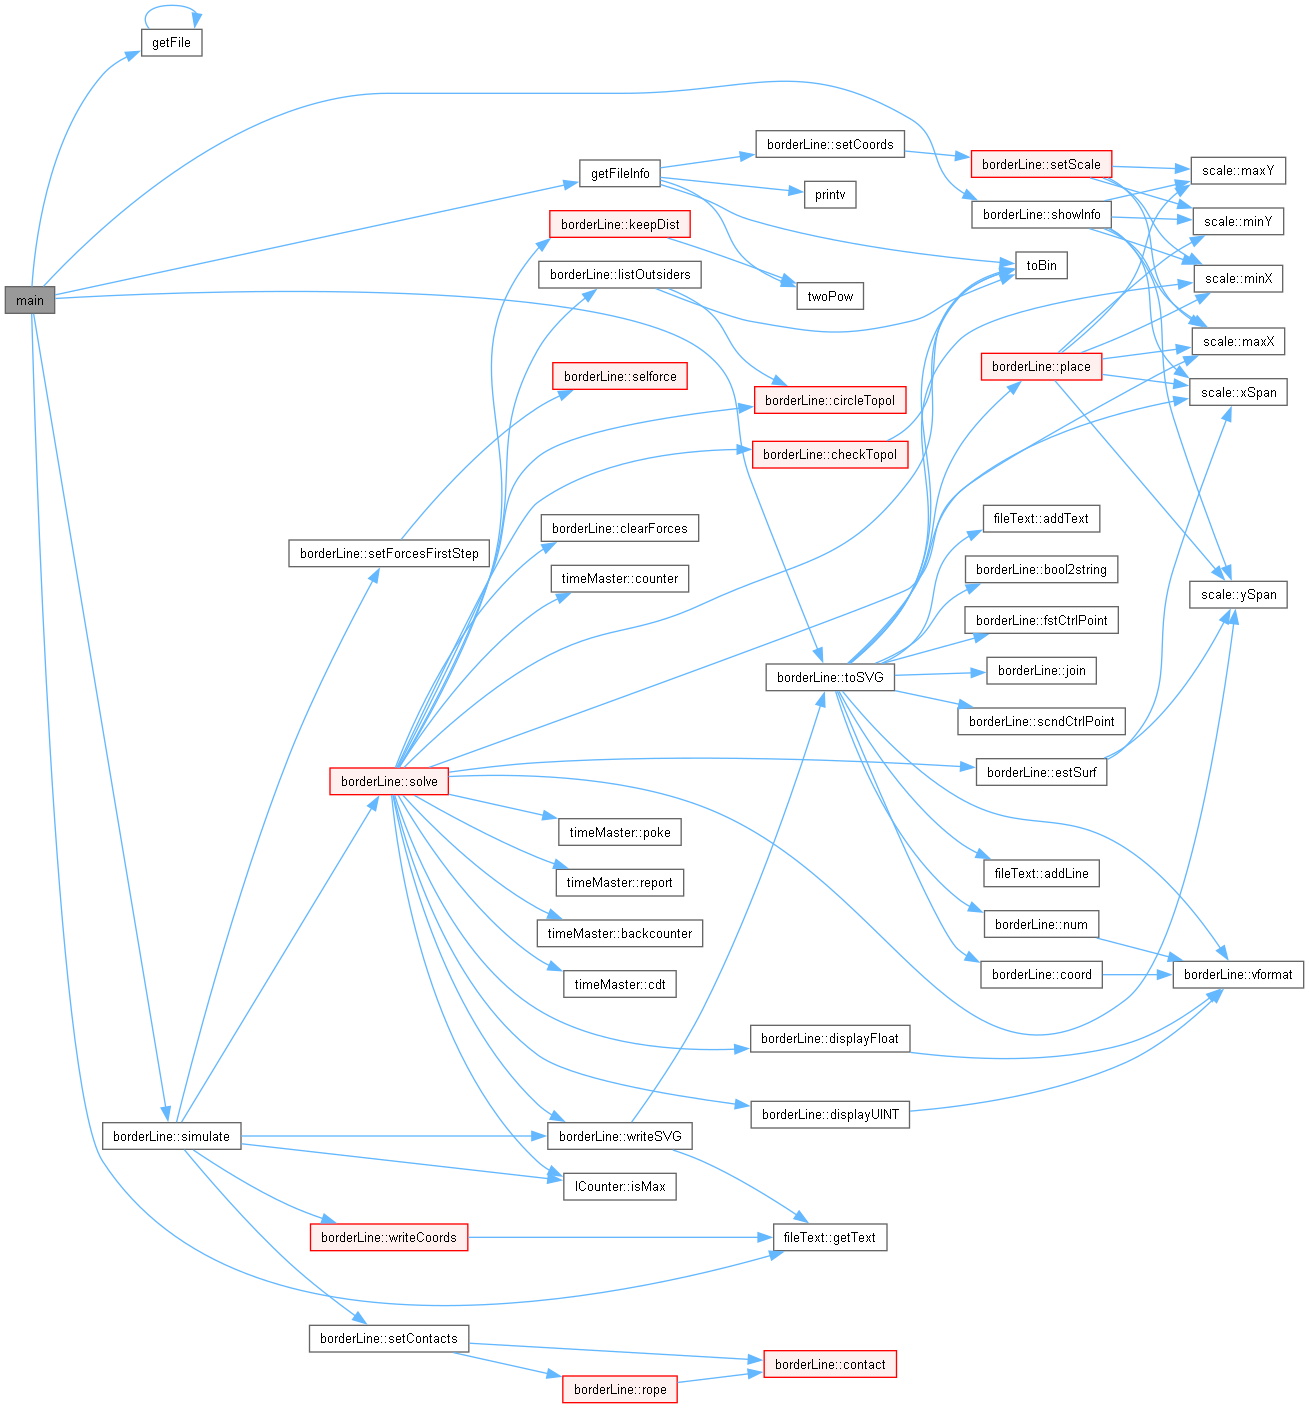 getFile
borderLine::setCoords
borderLine::setScale
scale::maxY
getFileInfo
printv
borderLine::showInfo
scale::minY
borderLine::keepDist
toBin
borderLine::listOutsiders
scale::minX
twoPow
main
scale::maxX
borderLine::place
borderLine::selforce
scale::xSpan
borderLine::circleTopol
borderLine::checkTopol
fileText::addText
borderLine::clearForces
borderLine::setForcesFirstStep
borderLine::bool2string
timeMaster::counter
scale::ySpan
borderLine::fstCtrlPoint
borderLine::join
borderLine::toSVG
borderLine::scndCtrlPoint
borderLine::estSurf
borderLine::solve
timeMaster::poke
fileText::addLine
timeMaster::report
borderLine::num
timeMaster::backcounter
borderLine::coord
borderLine::vformat
timeMaster::cdt
borderLine::displayFloat
borderLine::displayUINT
borderLine::simulate
borderLine::writeSVG
ICounter::isMax
borderLine::writeCoords
fileText::getText
borderLine::setContacts
borderLine::contact
borderLine::rope